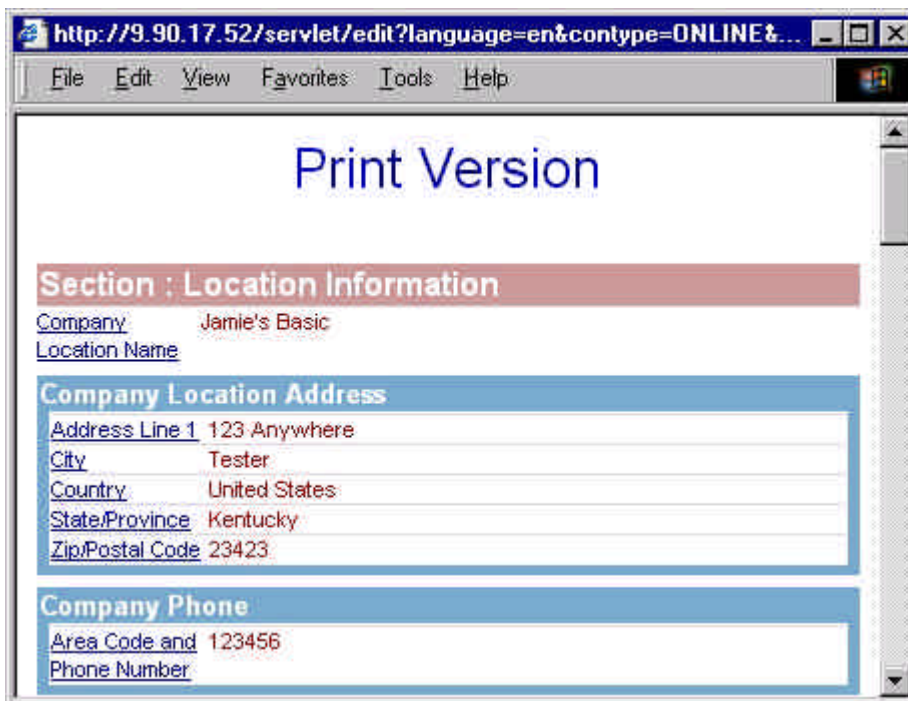 http://9.90.17.52/servlet/edit?language=en&contype=ONLINE&...
File Edit View Favorites Tools Help
Print Version
Section : Location Information
Company Location Name Jamie's Basic
Company Location Address
Address Line 1 123 Anywhere
City Tester
Country United States
State/Province Kentucky
Zip/Postal Code 23423
Company Phone
Area Code and Phone Number 123456